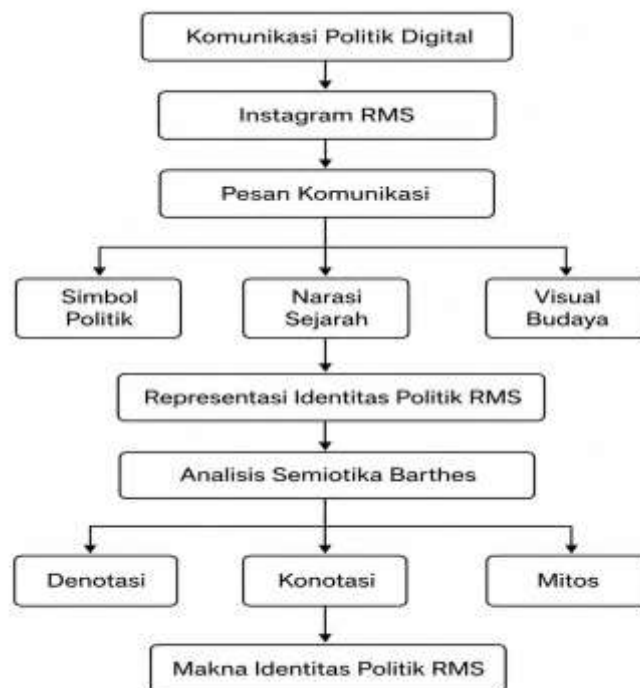 Komunikasi Politik Digital
Instagram RMS
Pesan Komunikasi
Simbol
Politik
Narasi
Sejarah
Visual
Budaya
Representasi Identitas Politik RMS
Analisis Semiotika Barthes
Denotasi
Konotasi
Mitos
Makna Identitas Politik RMS